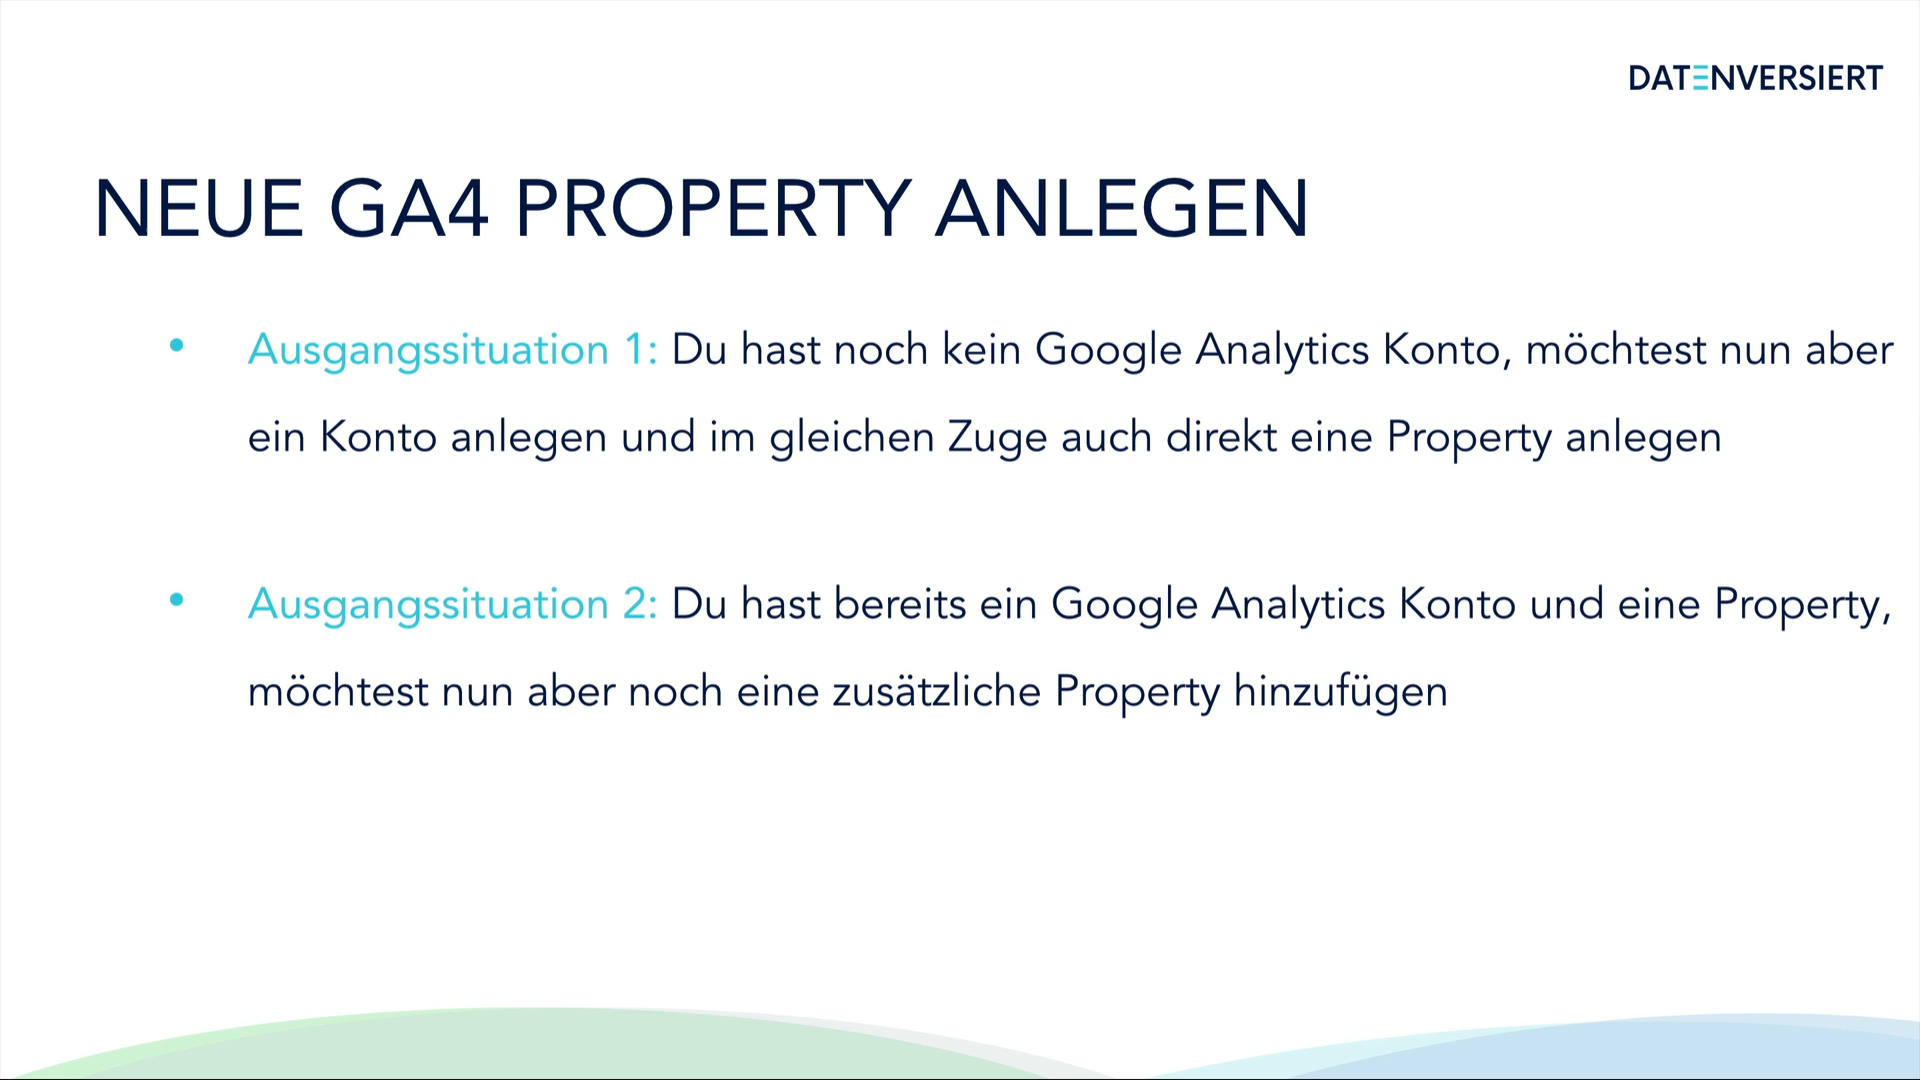 DATENVERSIERT
NEUE GA4 PROPERTY ANLEGEN
• Ausgangssituation 1: Du hast noch kein Google Analytics Konto, möchtest nun aber
ein Konto anlegen und im gleichen Zuge auch direkt eine Property anlegen
• Ausgangssituation 2: Du hast bereits ein Google Analytics Konto und eine Property,
möchtest nun aber noch eine zusätzliche Property hinzufügen